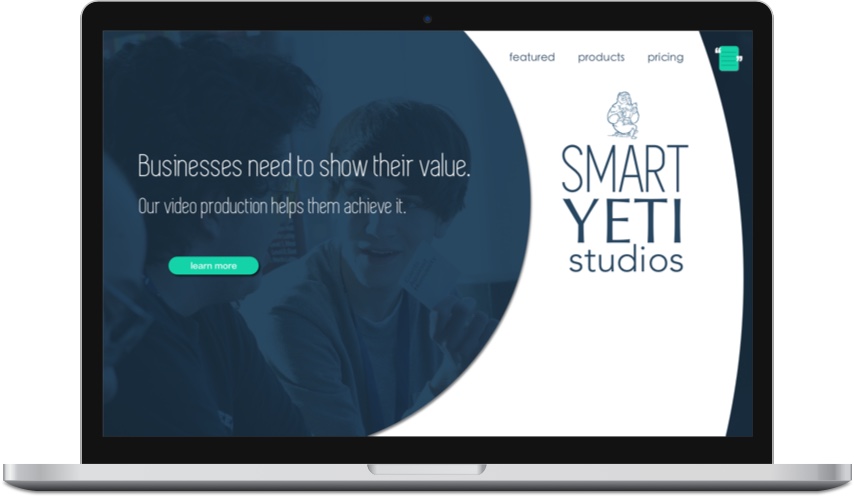 featured products pricing
“ ”
Businesses need to show their value.
Our video production helps them achieve it.
learn more
SMART
YETI
studios